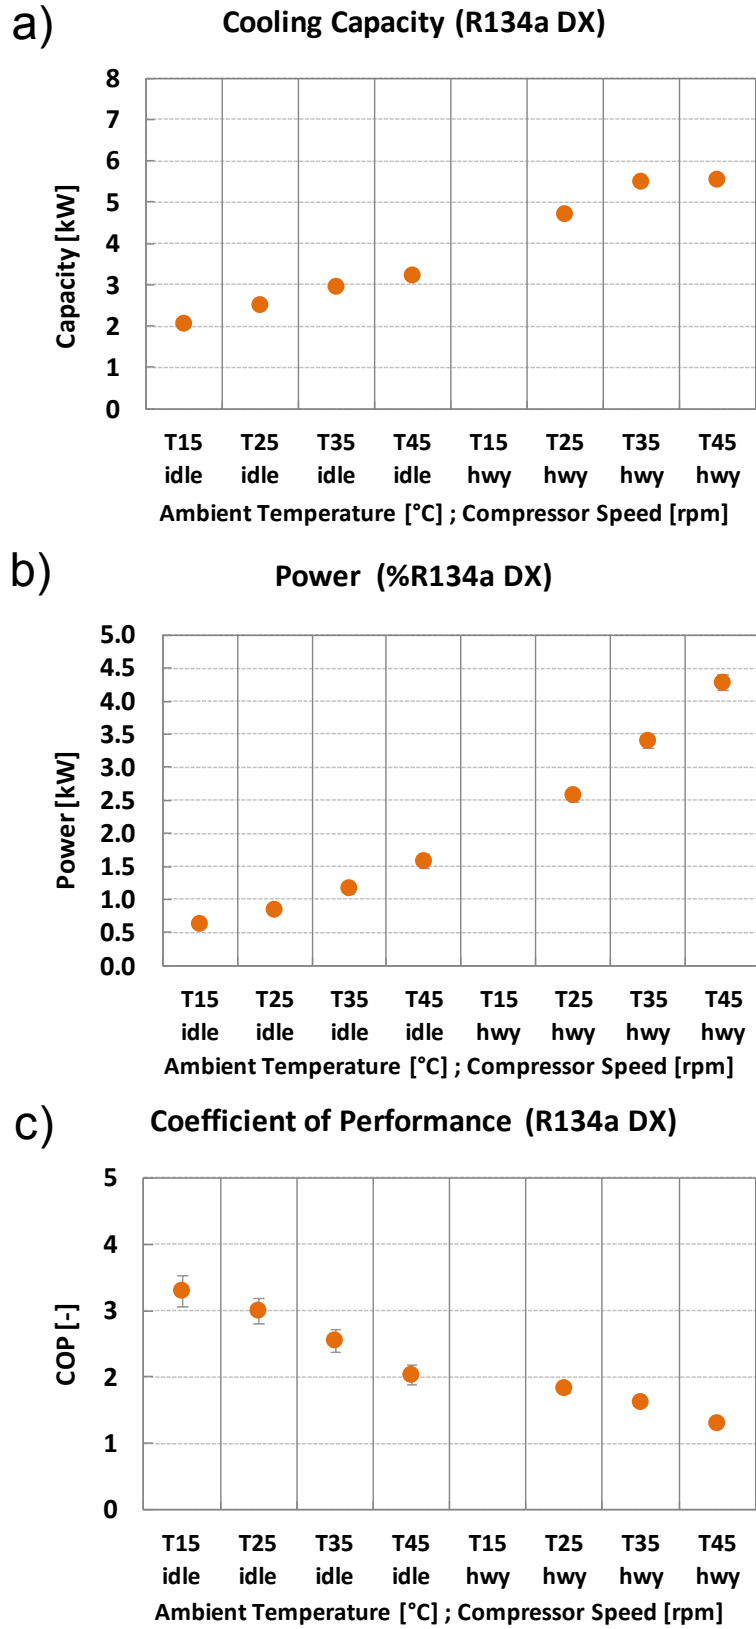 a)
Cooling Capacity (R134a DX)
8
7
6
5
4
3
2
1
0
Capacity [kW]
T15 T25 T35 T45 T15 T25 T35 T45
idle idle idle idle hwy hwy hwy hwy
Ambient Temperature [°C] ; Compressor Speed [rpm]
b)
Power (%R134a DX)
5.0
4.5
4.0
3.5
3.0
2.5
2.0
1.5
1.0
0.5
0.0
Power [kW]
T15 T25 T35 T45 T15 T25 T35 T45
idle idle idle idle hwy hwy hwy hwy
Ambient Temperature [°C] ; Compressor Speed [rpm]
c)
Coefficient of Performance (R134a DX)
5
4
3
2
1
0
COP [-]
T15 T25 T35 T45 T15 T25 T35 T45
idle idle idle idle hwy hwy hwy hwy
Ambient Temperature [°C] ; Compressor Speed [rpm]